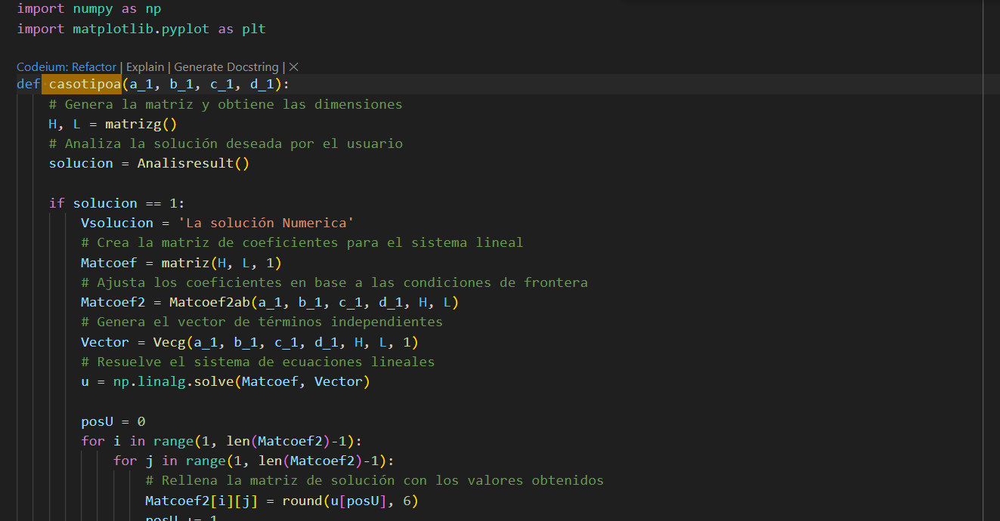 import numpy as np
import matplotlib.pyplot as plt
Codeium: Refactor | Explain | Generate Docstring | ×
def casotipoa(a_1, b_1, c_1, d_1):
# Genera la matriz y obtiene las dimensiones
H, L = matrizg()
# Analiza la solución deseada por el usuario
solucion = Analisresult()
if solucion == 1:
Vsolucion = 'La solución Numerica'
# Crea la matriz de coeficientes para el sistema lineal
Matcoef = matriz(H, L, 1)
# Ajusta los coeficientes en base a las condiciones de frontera
Matcoef2 = Matcoef2ab(a_1, b_1, c_1, d_1, H, L)
# Genera el vector de términos independientes
Vector = Vecg(a_1, b_1, c_1, d_1, H, L, 1)
# Resuelve el sistema de ecuaciones lineales
u = np.linalg.solve(Matcoef, Vector)
posU = 0
for i in range(1, len(Matcoef2)-1):
for j in range(1, len(Matcoef2)-1):
# Rellena la matriz de solución con los valores obtenidos
Matcoef2[i][j] = round(u[posU], 6)
posU += 1